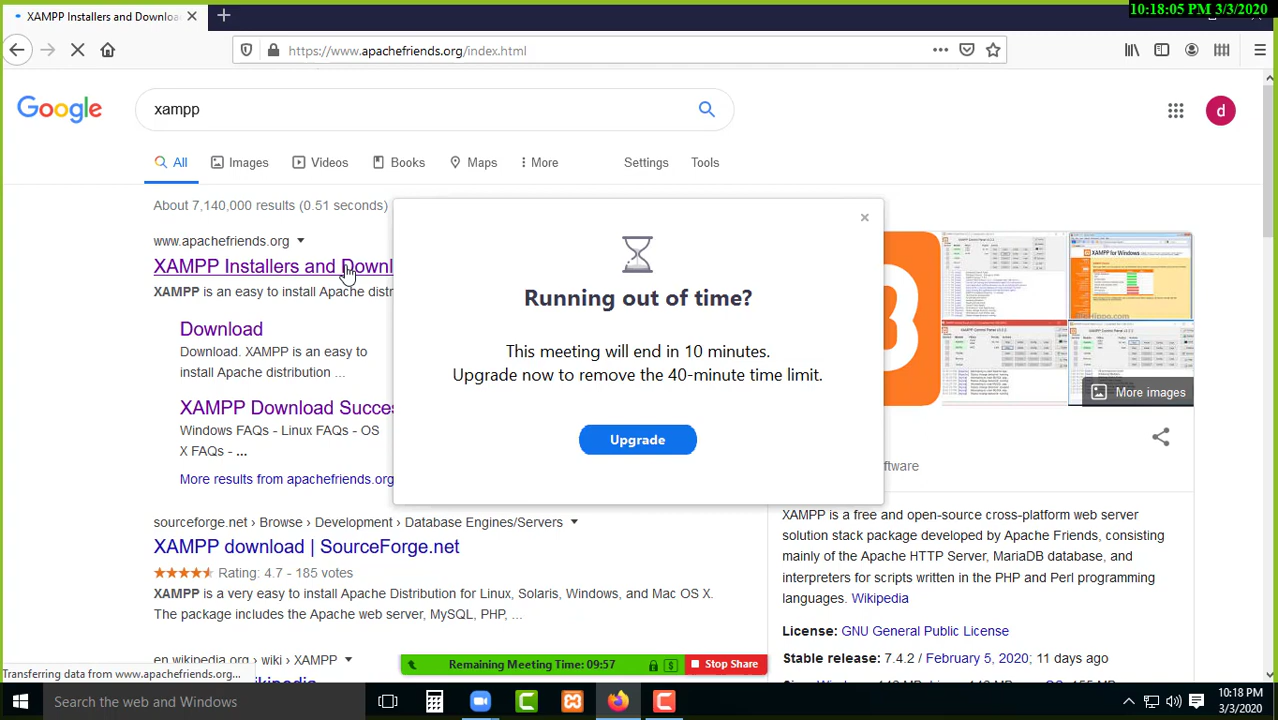 10:18:05 PM 3/3/2020
XAMPP Installers and Downloa
https://www.apachefriends.org/index.html
Google
xampp
d
All
Images
Videos
Books
Maps
More
Settings
Tools
About 7,140,000 results (0.51 seconds)
www.apachefriends.org
XAMPP Installers and Downl
XAMPP is an easy to install Apache dist
Download
Download. XAMPP is an easy to
install Apache distribution ...
XAMPP Download Succes
Windows FAQs - Linux FAQs - OS
X FAQs - ...
More results from apachefriends.org
sourceforge.net › Browse › Development › Database Engines/Servers
XAMPP download | SourceForge.net
Rating: 4.7 - 185 votes
XAMPP is a very easy to install Apache Distribution for Linux, Solaris, Windows, and Mac OS X.
The package includes the Apache web server, MySQL, PHP, ...
en.wikipedia.org › wiki › XAMPP
Running out of time?
This meeting will end in 10 minutes.
Upgrade now to remove the 40-minute time limit.
Upgrade
More images
ftware
XAMPP is a free and open-source cross-platform web server
solution stack package developed by Apache Friends, consisting
mainly of the Apache HTTP Server, MariaDB database, and
interpreters for scripts written in the PHP and Perl programming
languages. Wikipedia
License: GNU General Public License
Stable release: 7.4.2 / February 5, 2020; 11 days ago
Remaining Meeting Time: 09:57
Stop Share
Transferring data from www.apachefriends.org...
Search the web and Windows
10:18 PM
3/3/2020